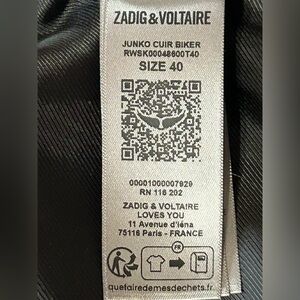 ZADIG & VOLTAIRE
JUNKO CUIR BIKER
RWSK00048600T40
SIZE 40
00001000007929
RN 116 202
ZADIG & VOLTAIRE
LOVES YOU
11 Avenue d'iéna
75116 Paris - FRANCE
FR
quefairedemesdechets.fr